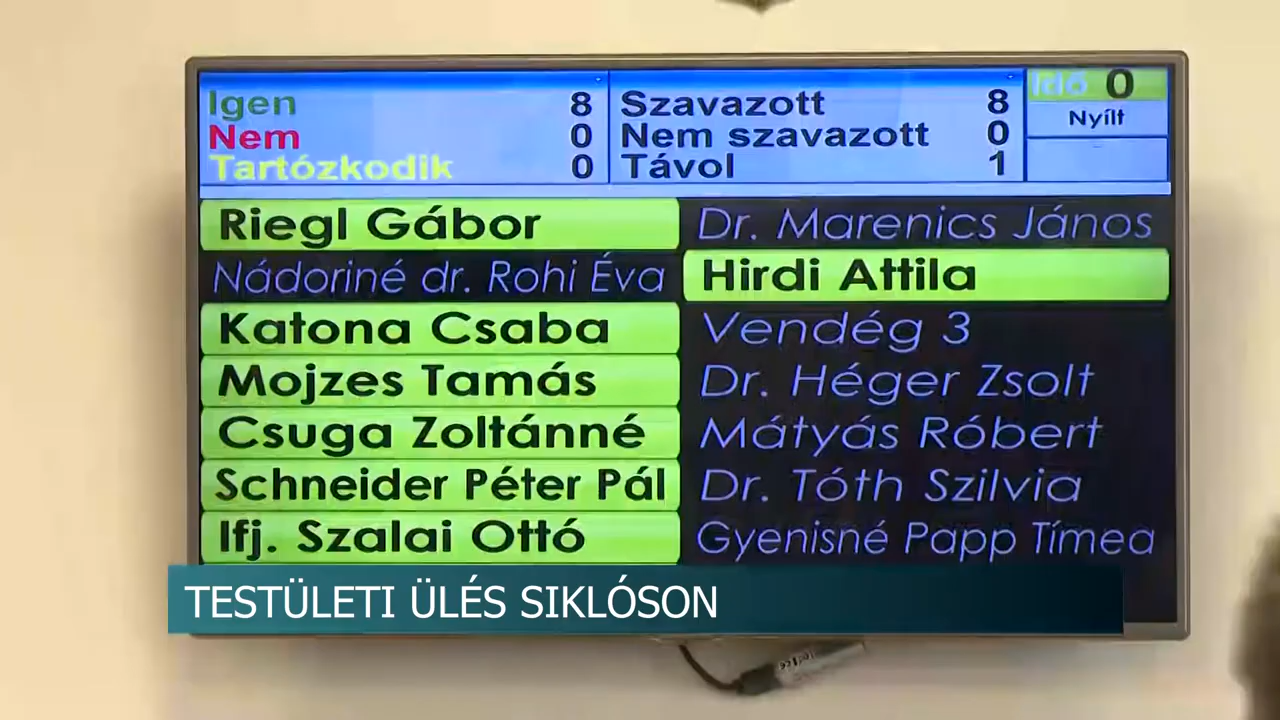 Igen 8 Szavazott 8 Idő 0
Nem 0 Nem szavazott 0 Nyílt
Tartózkodik 0 Távol 1
Riegl Gábor Dr. Marenics János
Nádoriné dr. Rohi Éva Hirdi Attila
Katona Csaba Vendég 3
Mojzes Tamás Dr. Héger Zsolt
Csuga Zoltánné Mátyás Róbert
Schneider Péter Pál Dr. Tóth Szilvia
Ifj. Szalai Ottó Gyenisné Papp Tímea
TESTÜLETI ÜLÉS SIKLÓSON